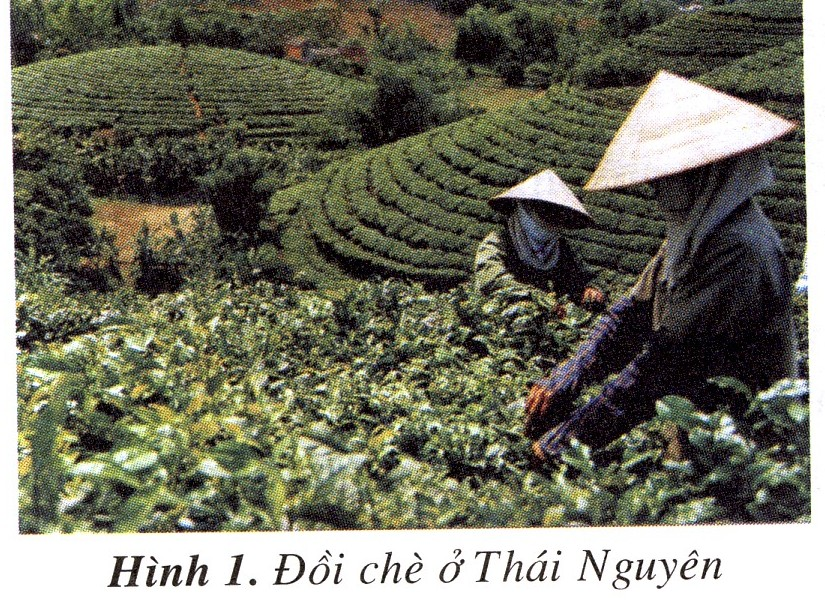 Hình 1. Đồi chè ở Thái Nguyên